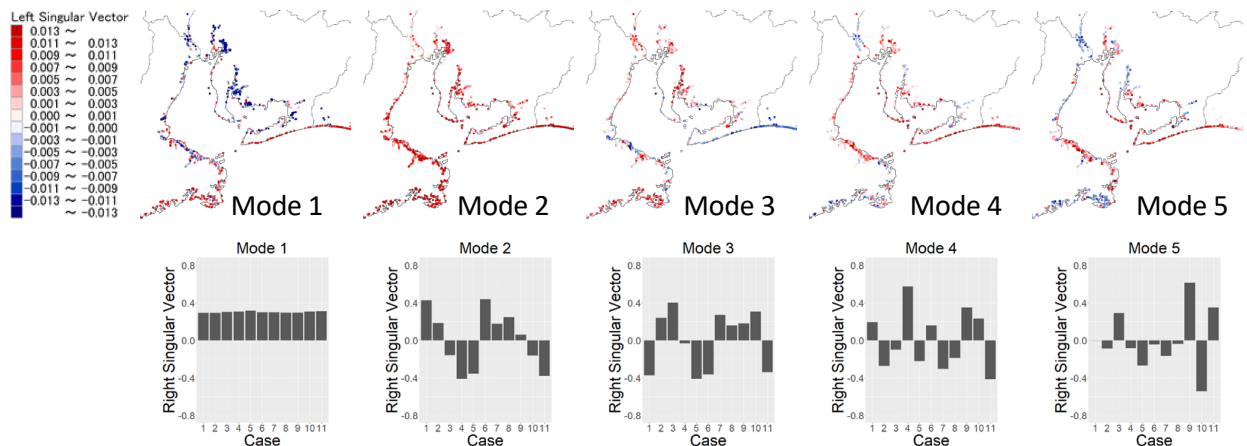 Left Singular Vector
0.013 ～
0.011 ～ 0.013
0.009 ～ 0.011
0.007 ～ 0.009
0.005 ～ 0.007
0.003 ～ 0.005
0.001 ～ 0.003
0.000 ～ 0.001
−0.001 ～ 0.000
−0.003 ～ −0.001
−0.005 ～ −0.003
−0.007 ～ −0.005
−0.009 ～ −0.007
−0.011 ～ −0.009
−0.013 ～ −0.011
～ −0.013
Mode 1
Mode 2
Mode 3
Mode 4
Mode 5
Mode 1
Right Singular Vector
0.8
0.4
0.0
-0.4
-0.8
1 2 3 4 5 6 7 8 9 10 11
Case
Mode 2
Right Singular Vector
0.8
0.4
0.0
-0.4
-0.8
1 2 3 4 5 6 7 8 9 10 11
Case
Mode 3
Right Singular Vector
0.8
0.4
0.0
-0.4
-0.8
1 2 3 4 5 6 7 8 9 10 11
Case
Mode 4
Right Singular Vector
0.8
0.4
0.0
-0.4
-0.8
1 2 3 4 5 6 7 8 9 10 11
Case
Mode 5
Right Singular Vector
0.8
0.4
0.0
-0.4
-0.8
1 2 3 4 5 6 7 8 9 10 11
Case